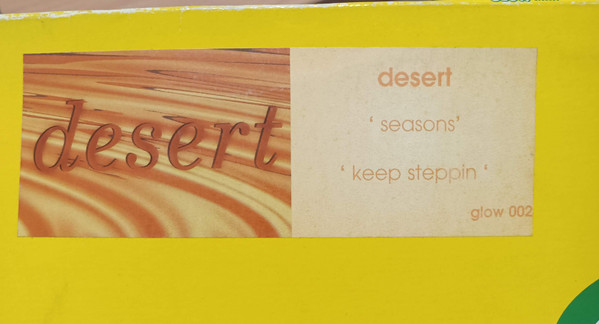 desert
desert
‘ seasons’
‘ keep steppin ‘
glow 002